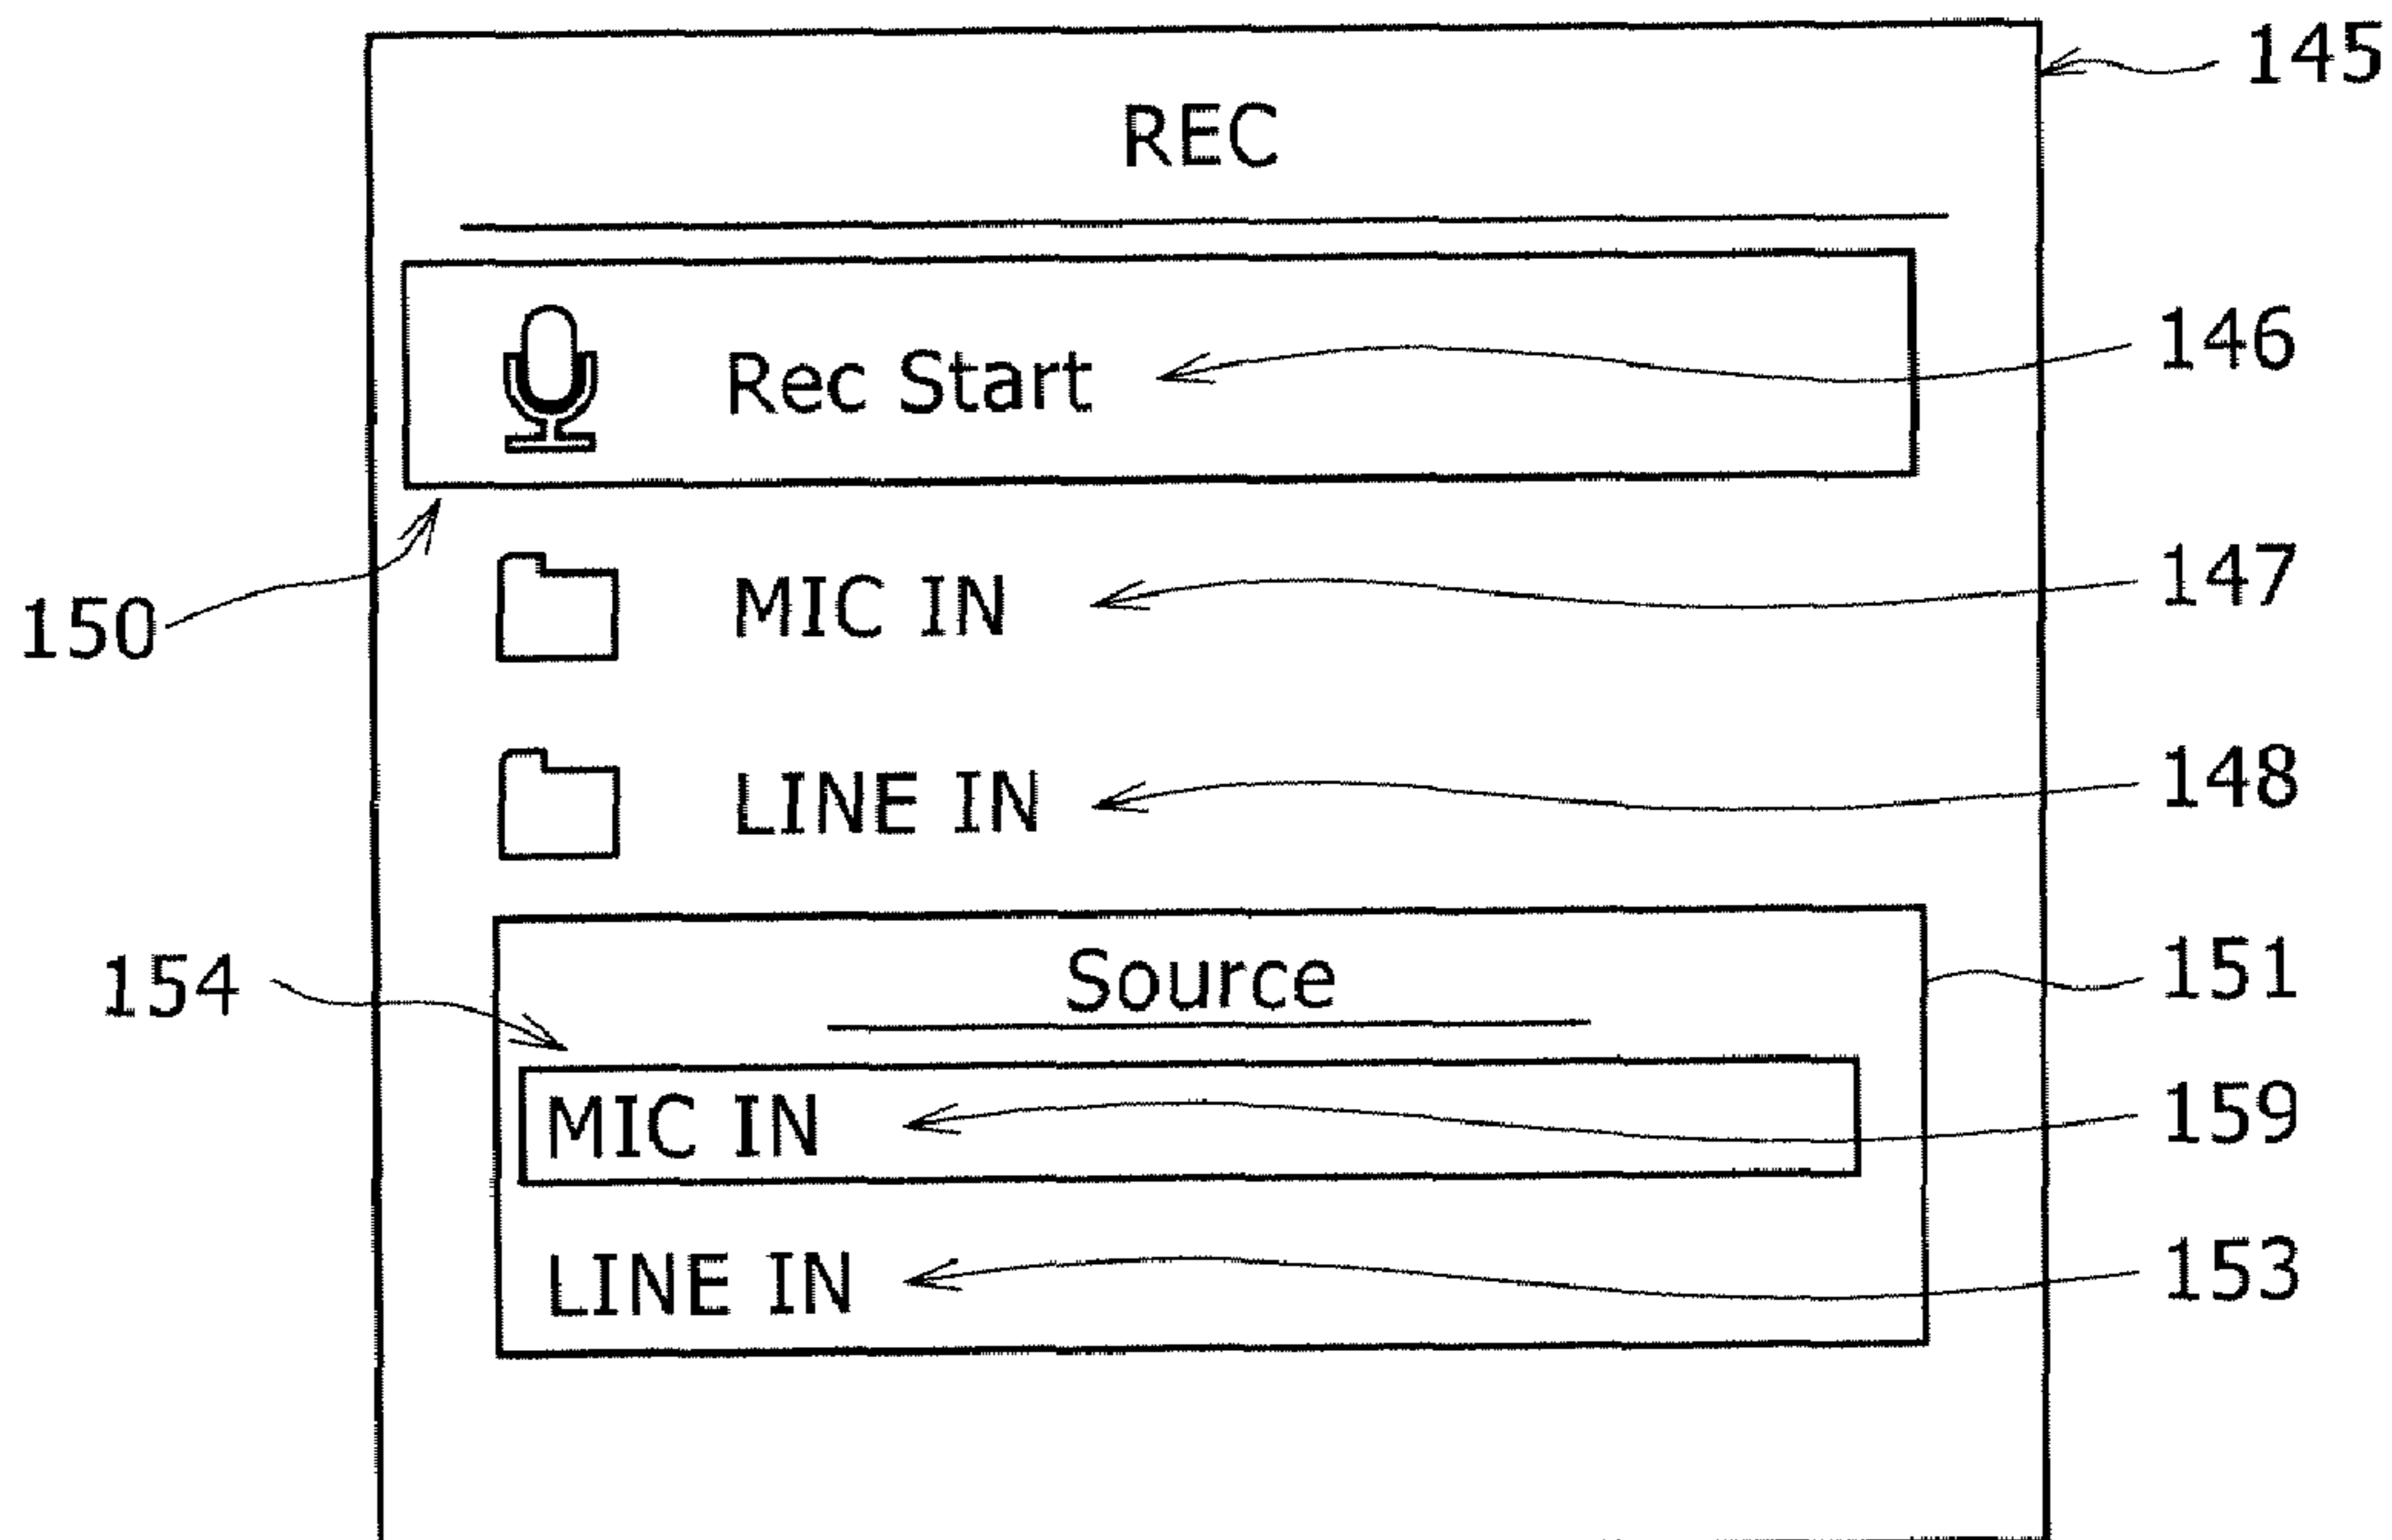 145
REC
Rec Start
146
150
MIC IN
147
LINE IN
148
Source
151
154
MIC IN
159
LINE IN
153